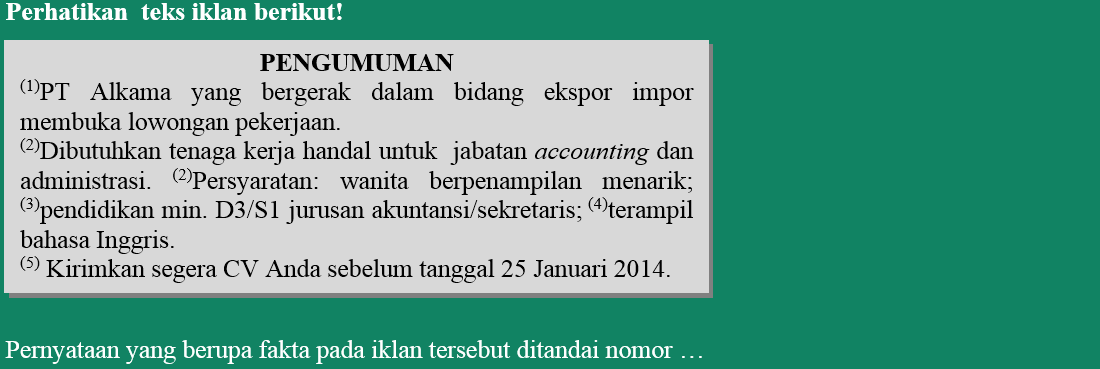 Perhatikan teks iklan berikut!
PENGUMUMAN
⁽¹⁾PT Alkama yang bergerak dalam bidang ekspor impor
membuka lowongan pekerjaan.
⁽²⁾Dibutuhkan tenaga kerja handal untuk jabatan accounting dan
administrasi. ⁽²⁾Persyaratan: wanita berpenampilan menarik;
⁽³⁾pendidikan min. D3/S1 jurusan akuntansi/sekretaris; ⁽⁴⁾terampil
bahasa Inggris.
⁽⁵⁾ Kirimkan segera CV Anda sebelum tanggal 25 Januari 2014.
Pernyataan yang berupa fakta pada iklan tersebut ditandai nomor …